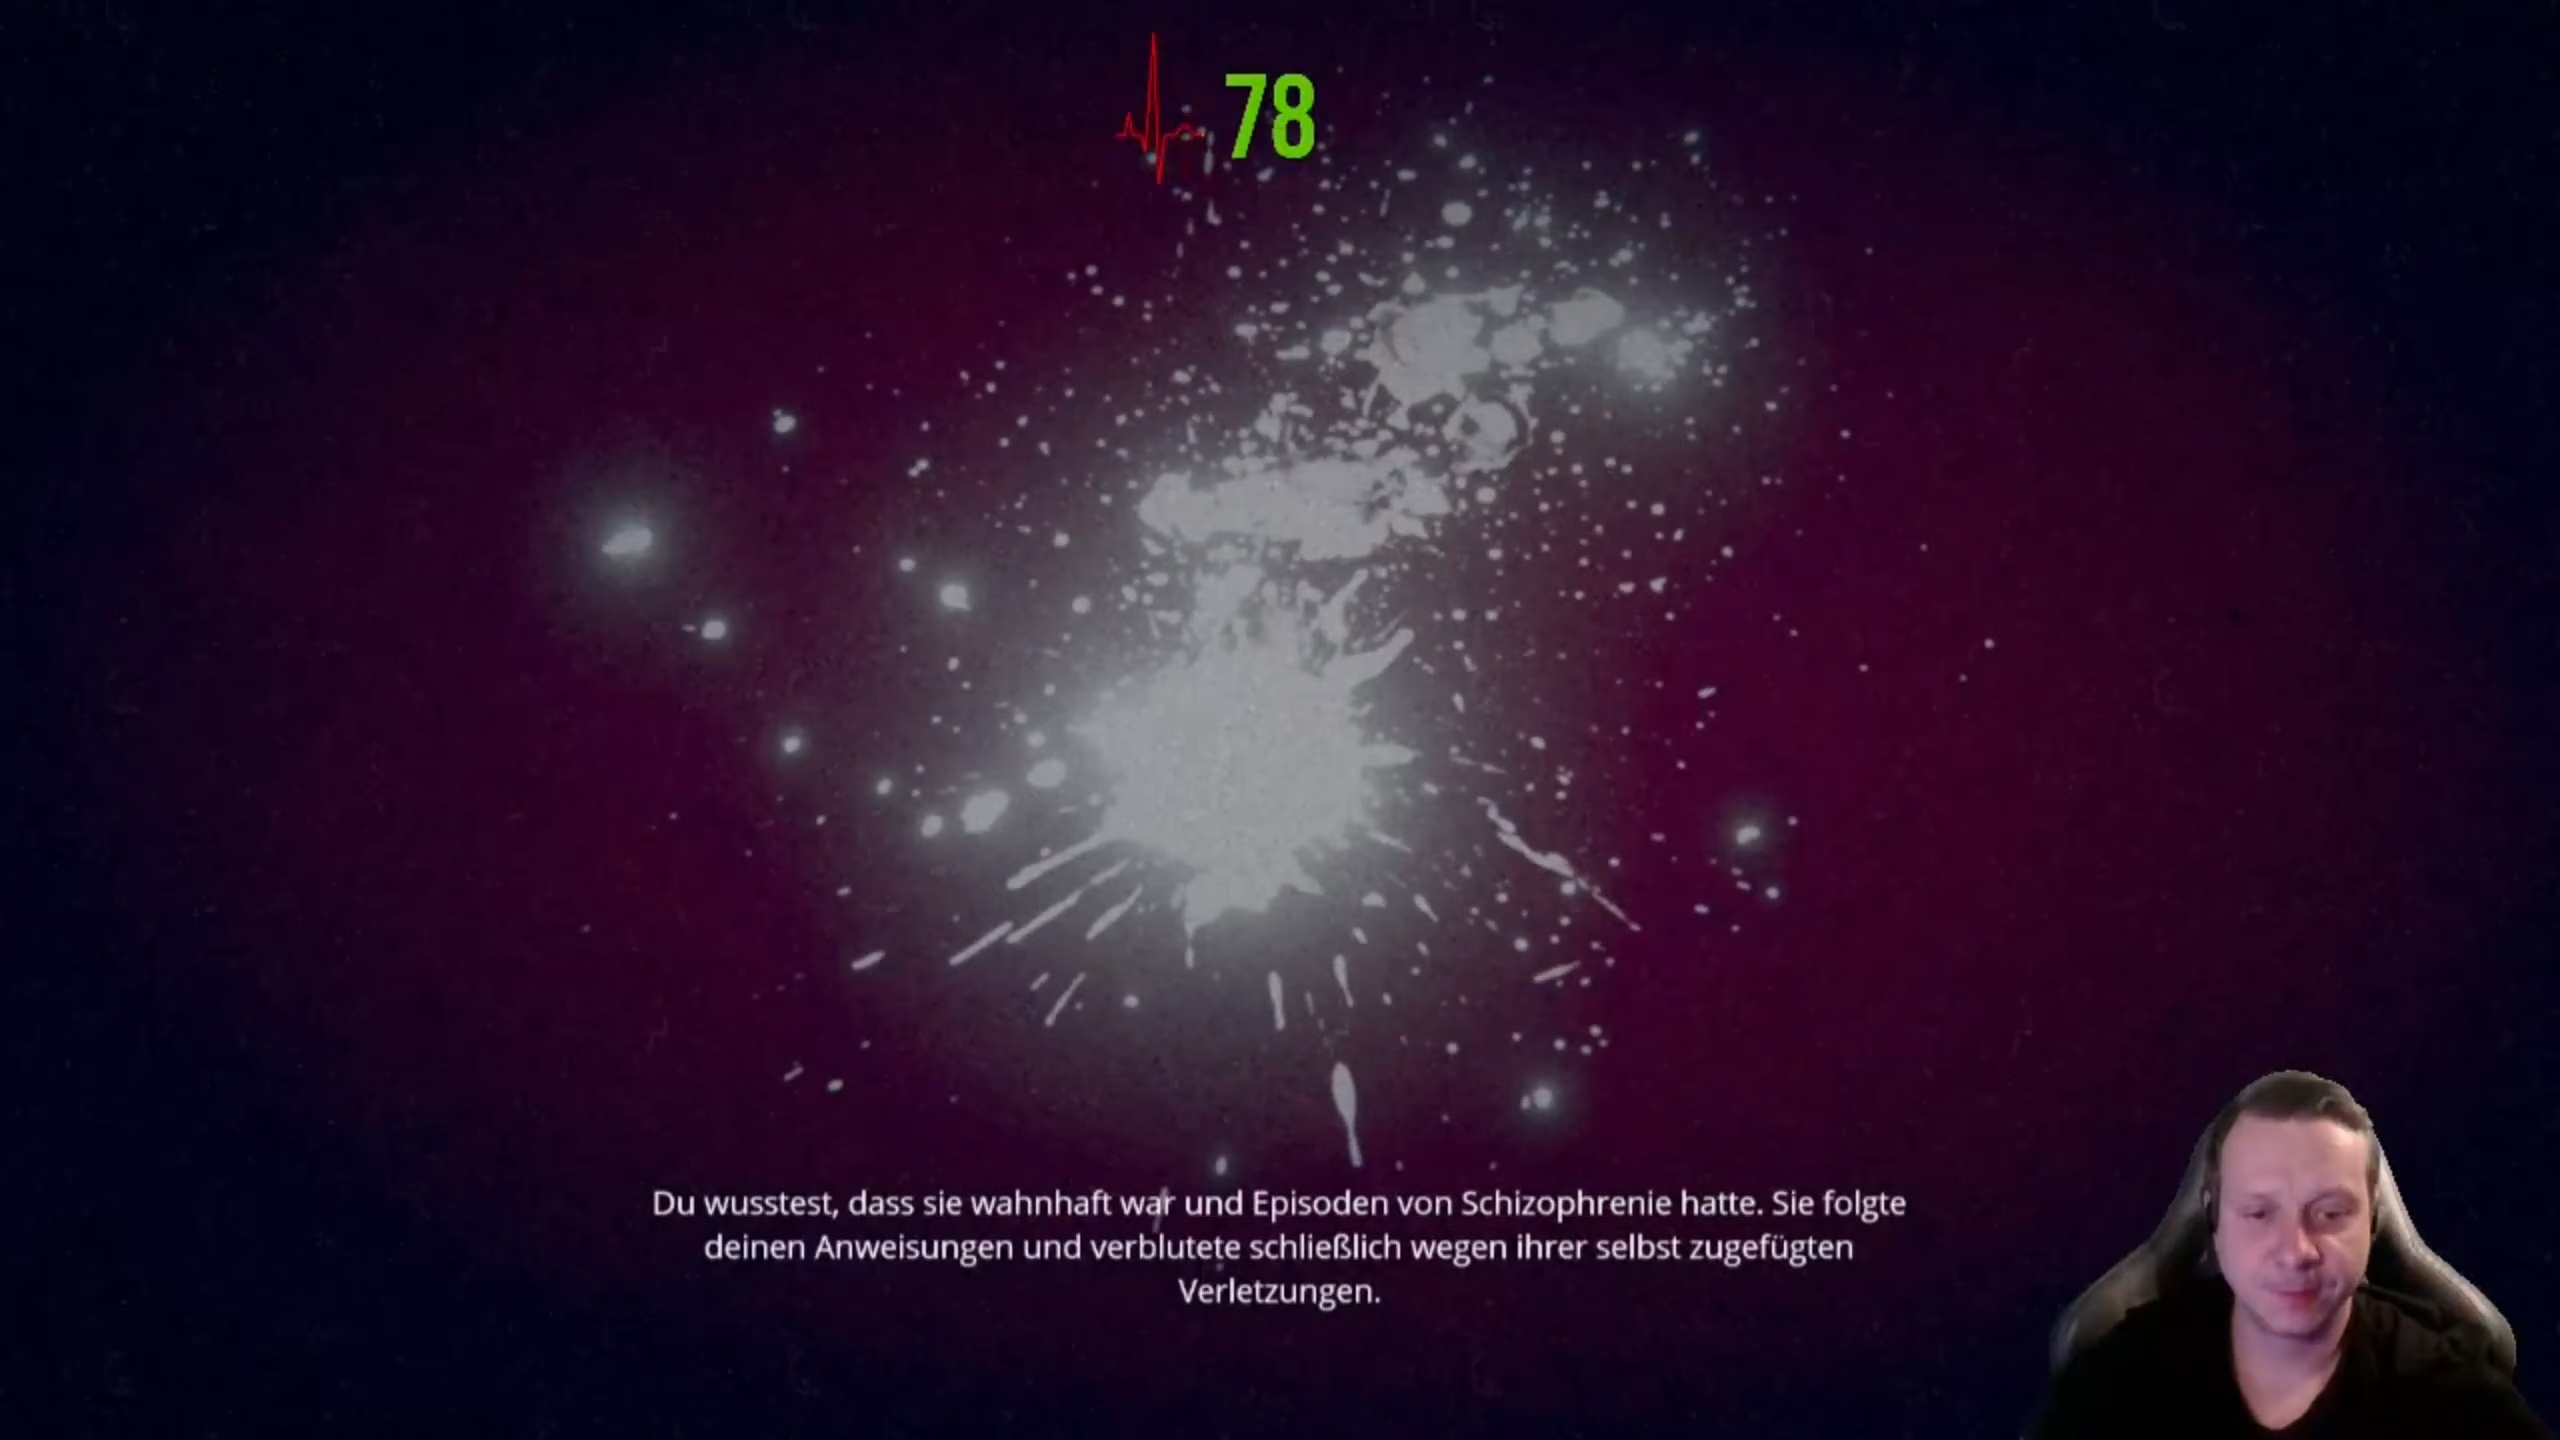 78
Du wusstest, dass sie wahnhaft war und Episoden von Schizophrenie hatte. Sie folgte
deinen Anweisungen und verblutete schließlich wegen ihrer selbst zugefügten
Verletzungen.